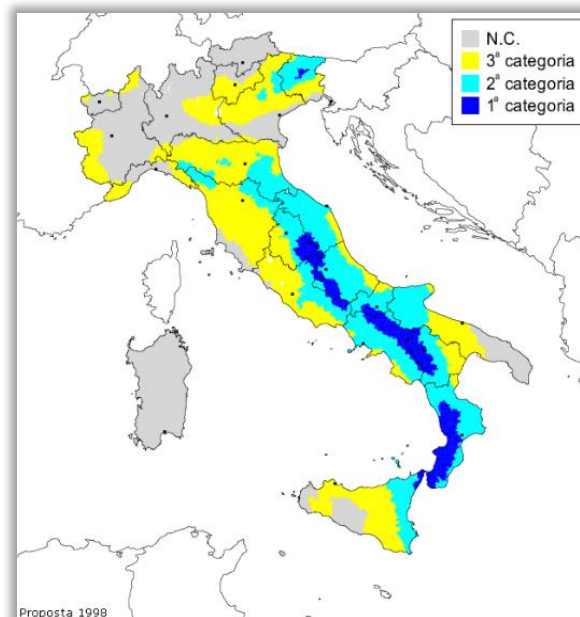 N.C.
3ª categoria
2ª categoria
1ª categoria
Proposta 1998